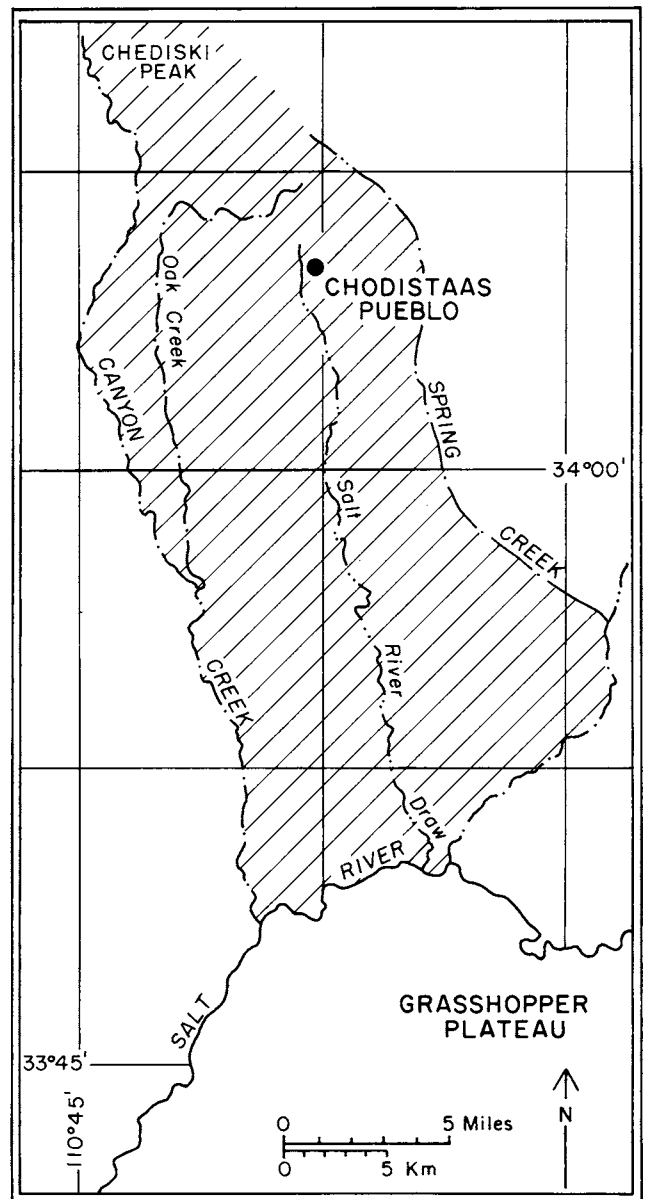 CHEDISKI
PEAK
Oak Creek
CHODISTAAS
PUEBLO
CANYON
SPRING
34°00'
Salt
CREEK
River
CREEK
Draw
RIVER
GRASSHOPPER
PLATEAU
SALT
33°45'
110°45'
0 5 Miles
0 5 Km
N